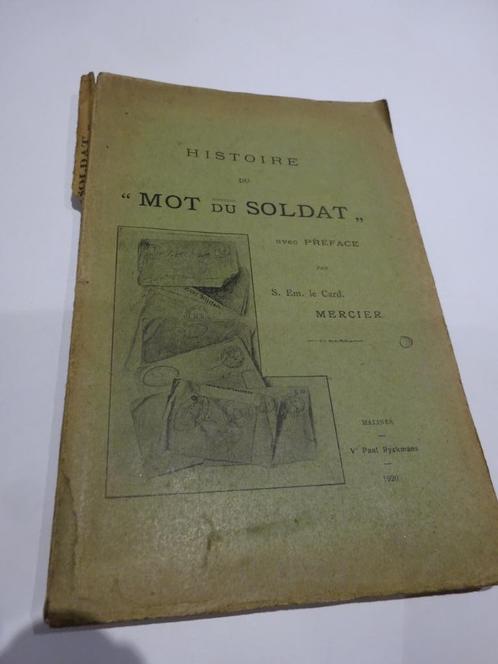 HISTOIRE
DU
“ MOT DU SOLDAT „
avec PRÉFACE
PAR
S. Em. le Card.
MERCIER
MALINES
Vᵉ Paul Ryckmans
1920
SOLDAT